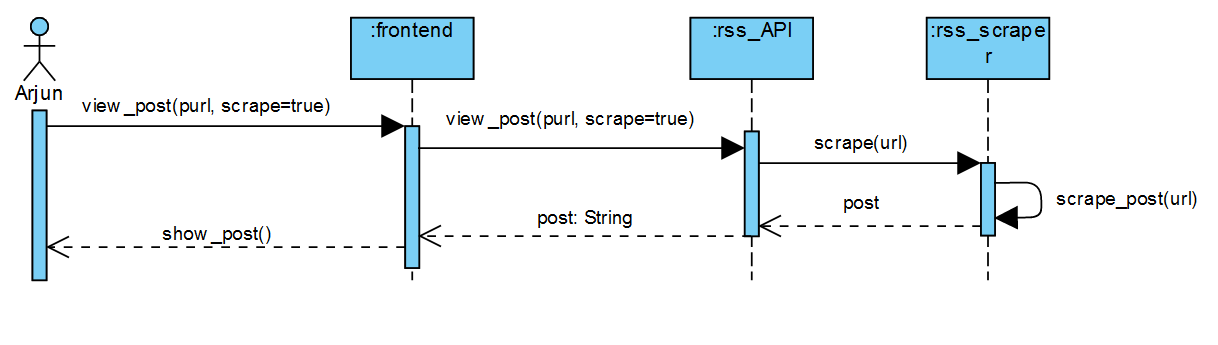 :frontend
:rss_API
:rss_scrape
r
Arjun
view_post(purl, scrape=true)
view_post(purl, scrape=true)
scrape(url)
scrape_post(url)
post
post: String
show_post()